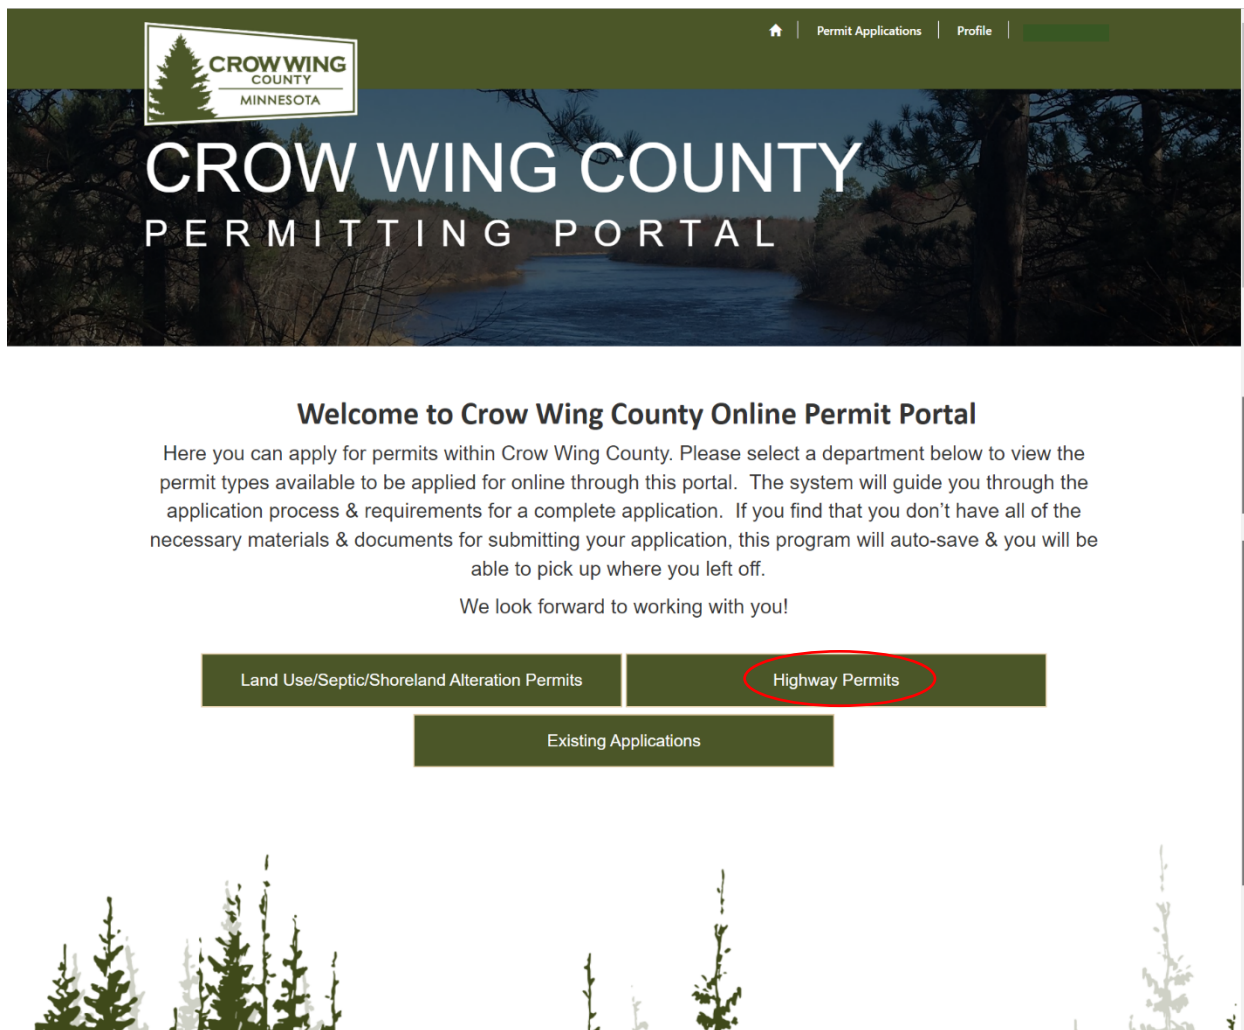 Permit Applications
Profile
CROW WING
COUNTY
MINNESOTA
CROW WING COUNTY
PERMITTING PORTAL
Welcome to Crow Wing County Online Permit Portal
Here you can apply for permits within Crow Wing County. Please select a department below to view the
permit types available to be applied for online through this portal.  The system will guide you through the
application process & requirements for a complete application.  If you find that you don’t have all of the
necessary materials & documents for submitting your application, this program will auto-save & you will be
able to pick up where you left off.
We look forward to working with you!
Land Use/Septic/Shoreland Alteration Permits
Highway Permits
Existing Applications